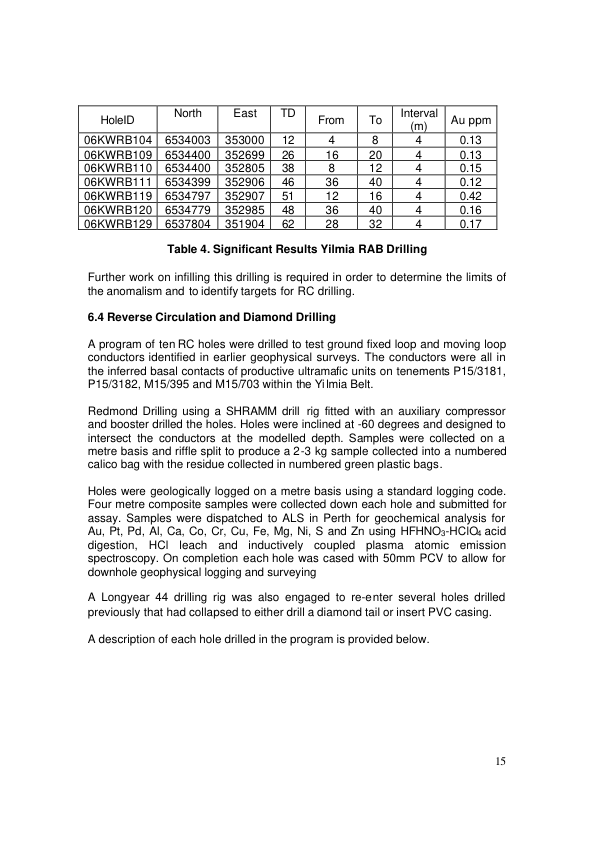 HoleID North East TD From To Interval (m) Au ppm
06KWRB104 6534003 353000 12 4 8 4 0.13
06KWRB109 6534400 352699 26 16 20 4 0.13
06KWRB110 6534400 352805 38 8 12 4 0.15
06KWRB111 6534399 352906 46 36 40 4 0.12
06KWRB119 6534797 352907 51 12 16 4 0.42
06KWRB120 6534779 352985 48 36 40 4 0.16
06KWRB129 6537804 351904 62 28 32 4 0.17
Table 4. Significant Results Yilmia RAB Drilling
Further work on infilling this drilling is required in order to determine the limits of
the anomalism and to identify targets for RC drilling.
6.4 Reverse Circulation and Diamond Drilling
A program of ten RC holes were drilled to test ground fixed loop and moving loop
conductors identified in earlier geophysical surveys. The conductors were all in
the inferred basal contacts of productive ultramafic units on tenements P15/3181,
P15/3182, M15/395 and M15/703 within the Yilmia Belt.
Redmond Drilling using a SHRAMM drill rig fitted with an auxiliary compressor
and booster drilled the holes. Holes were inclined at -60 degrees and designed to
intersect the conductors at the modelled depth. Samples were collected on a
metre basis and riffle split to produce a 2-3 kg sample collected into a numbered
calico bag with the residue collected in numbered green plastic bags.
Holes were geologically logged on a metre basis using a standard logging code.
Four metre composite samples were collected down each hole and submitted for
assay. Samples were dispatched to ALS in Perth for geochemical analysis for
Au, Pt, Pd, Al, Ca, Co, Cr, Cu, Fe, Mg, Ni, S and Zn using HFHNO3-HClO4 acid
digestion, HCl leach and inductively coupled plasma atomic emission
spectroscopy. On completion each hole was cased with 50mm PCV to allow for
downhole geophysical logging and surveying
A Longyear 44 drilling rig was also engaged to re-enter several holes drilled
previously that had collapsed to either drill a diamond tail or insert PVC casing.
A description of each hole drilled in the program is provided below.
15